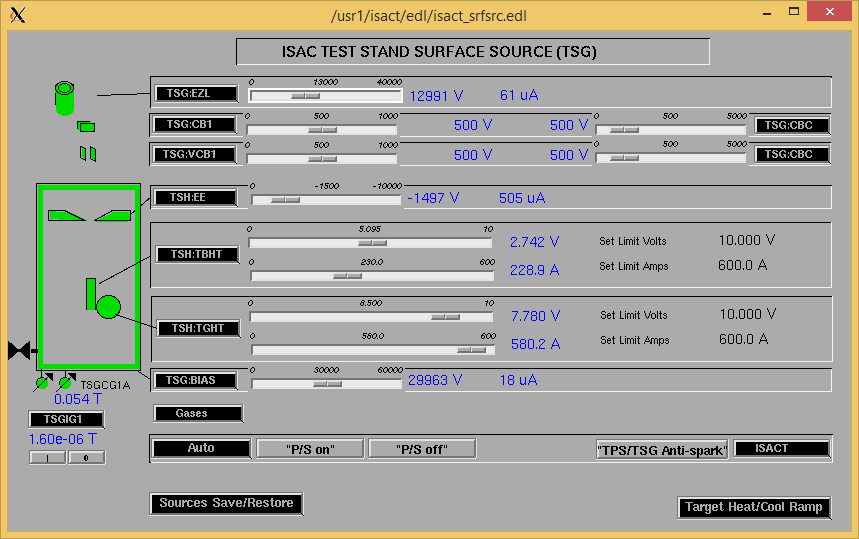 /usr1/isact/edl/isact_srfsrc.edl
ISAC TEST STAND SURFACE SOURCE (TSG)
0 13000 40000
TSG:EZL 12991 V 61 uA
0 500 1000 0 500 5000
TSG:CB1 500 V 500 V TSG:CBC
0 500 1000 0 500 5000
TSG:VCB1 500 V 500 V TSG:CBC
0 -1500 -10000
TSH:EE -1497 V 505 uA
0 5.095 10
2.742 V Set Limit Volts 10.000 V
TSH:TBHT
0 230.0 600
228.9 A Set Limit Amps 600.0 A
0 8.500 10
7.780 V Set Limit Volts 10.000 V
TSH:TGHT
0 580.0 600
580.2 A Set Limit Amps 600.0 A
0 30000 60000
TSG:BIAS 29963 V 18 uA
TSGCG1A
0.054 T
TSGIG1
1.60e-06 T
I 0
Gases
Auto "P/S on" "P/S off" "TPS/TSG Anti-spark" ISACT
Sources Save/Restore
Target Heat/Cool Ramp